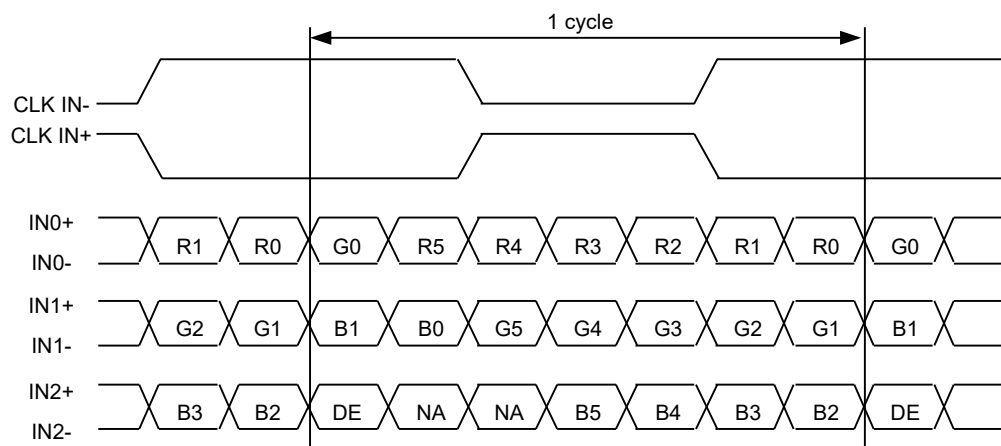 1 cycle
CLK IN-
CLK IN+
IN0+
R1 R0 G0 R5 R4 R3 R2 R1 R0 G0
IN0-
IN1+
G2 G1 B1 B0 G5 G4 G3 G2 G1 B1
IN1-
IN2+
B3 B2 DE NA NA B5 B4 B3 B2 DE
IN2-